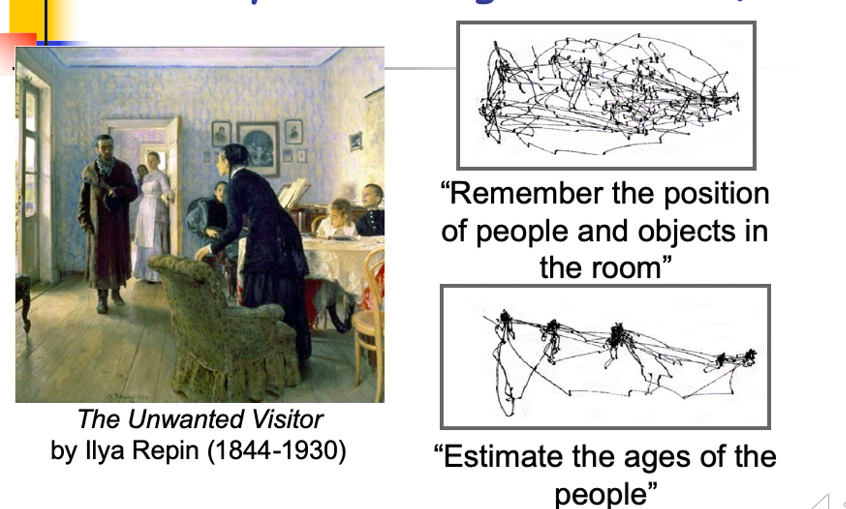 The Unwanted Visitor
by Ilya Repin (1844-1930)
“Remember the position
of people and objects in
the room”
“Estimate the ages of the
people”